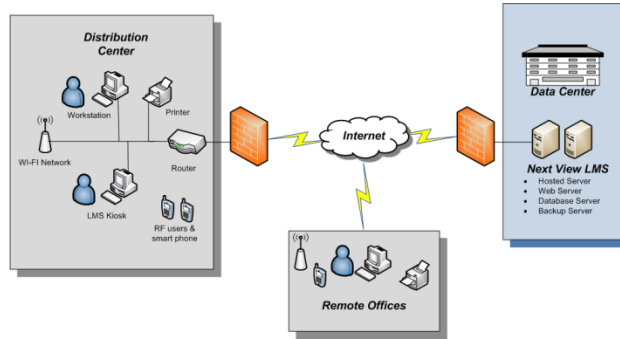 Distribution
Center
Workstation
Printer
WI-FI Network
Router
LMS Kiosk
RF users &
smart phone
Internet
Remote Offices
Data Center
Next View LMS
• Hosted Server
• Web Server
• Database Server
• Backup Server